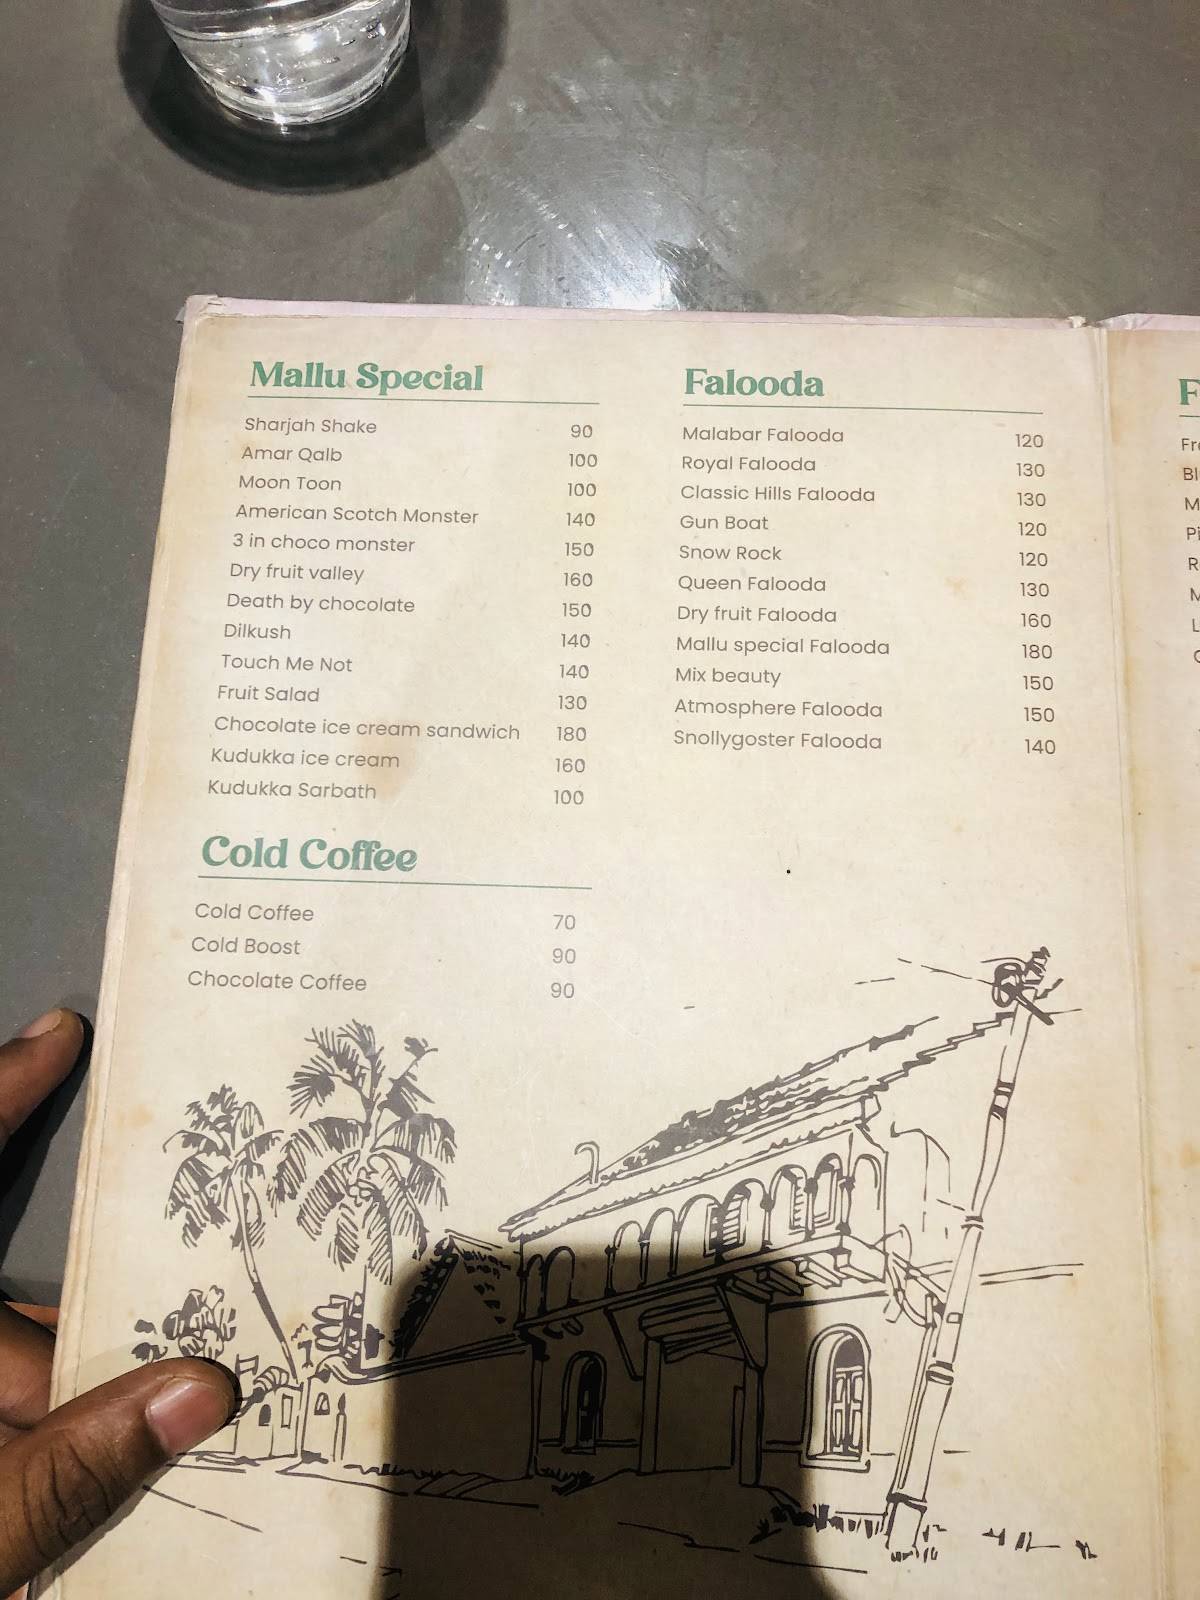 Mallu Special
Sharjah Shake 90
Amar Qalb 100
Moon Toon 100
American Scotch Monster 140
3 in choco monster 150
Dry fruit valley 160
Death by chocolate 150
Dilkush 140
Touch Me Not 140
Fruit Salad 130
Chocolate ice cream sandwich 180
Kudukka ice cream 160
Kudukka Sarbath 100
Cold Coffee
Cold Coffee 70
Cold Boost 90
Chocolate Coffee 90
Falooda
Malabar Falooda 120
Royal Falooda 130
Classic Hills Falooda 130
Gun Boat 120
Snow Rock 120
Queen Falooda 130
Dry fruit Falooda 160
Mallu special Falooda 180
Mix beauty 150
Atmosphere Falooda 150
Snollygoster Falooda 140